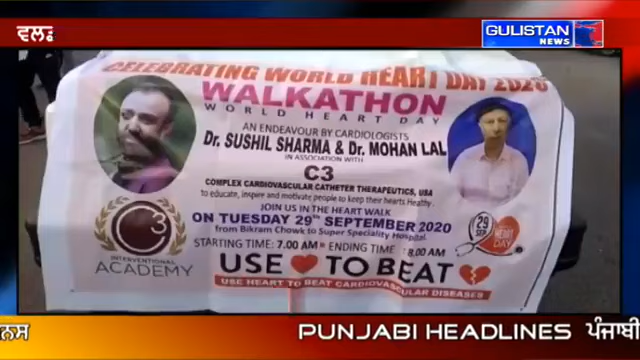 ਵਲਡ
GULISTAN
NEWS
ਪੰਜਾਬੀ
CELEBRATING WORLD HEART DAY 2020
WALKATHON
WORLD HEART DAY
AN ENDEAVOUR BY CARDIOLOGISTS
Dr. SUSHIL SHARMA & Dr. MOHAN LAL
IN ASSOCIATION WITH
C3
COMPLEX CARDIOVASCULAR CATHETER THERAPEUTICS, USA
to educate, inspire and motivate people to keep their hearts Healthy
JOIN US IN THE HEART WALK
ON TUESDAY 29TH SEPTEMBER 2020
from Bikram Chowk to Super Speciality Hospital
STARTING TIME: 7.00 AM ENDING TIME : 8.00 AM
C3
INTERVENTIONAL
ACADEMY
29
SEP
HEART
DAY
USE TO BEAT
USE HEART TO BEAT CARDIOVASCULAR DISEASES
ਨਸ PUNJABI HEADLINES ਪੰਜਾਬੀ